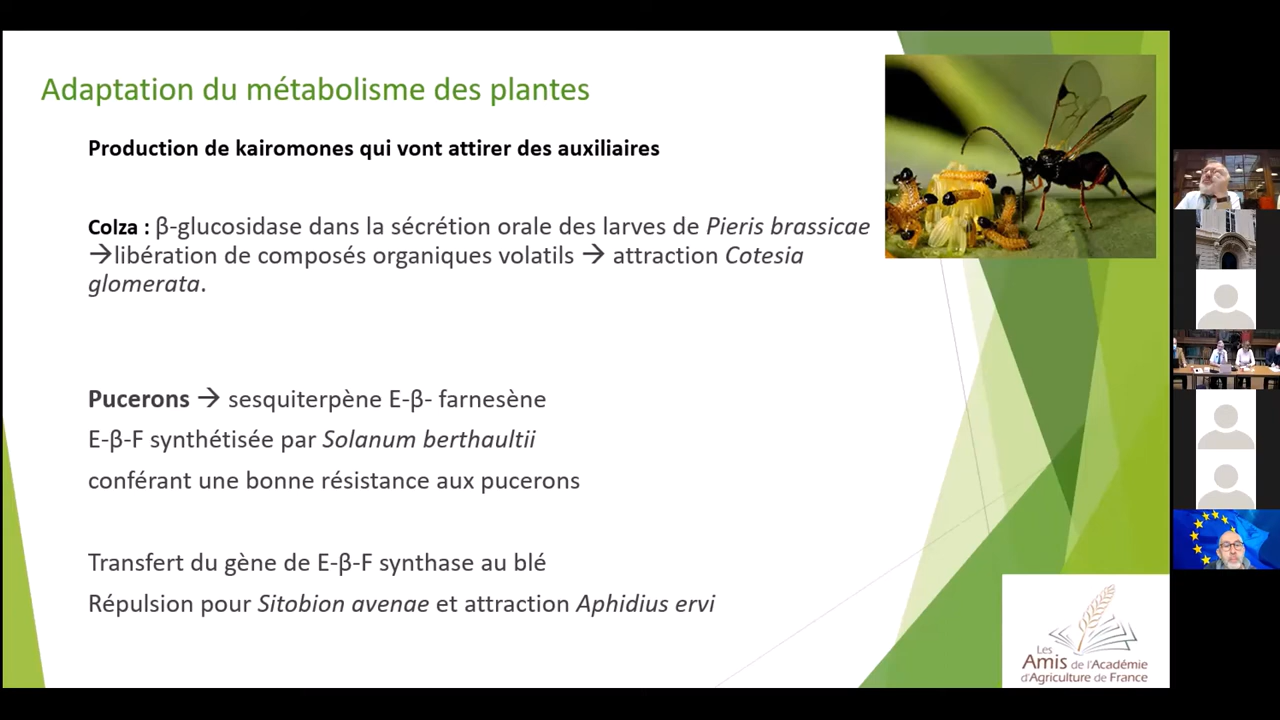 Adaptation du métabolisme des plantes
Production de kairomones qui vont attirer des auxiliaires
Colza : β-glucosidase dans la sécrétion orale des larves de Pieris brassicae
→libération de composés organiques volatils → attraction Cotesia
glomerata.
Pucerons → sesquiterpène E-β- farnesène
E-β-F synthétisée par Solanum berthaultii
conférant une bonne résistance aux pucerons
Transfert du gène de E-β-F synthase au blé
Répulsion pour Sitobion avenae et attraction Aphidius ervi
Les
Amis de l'Académie
d'Agriculture de France